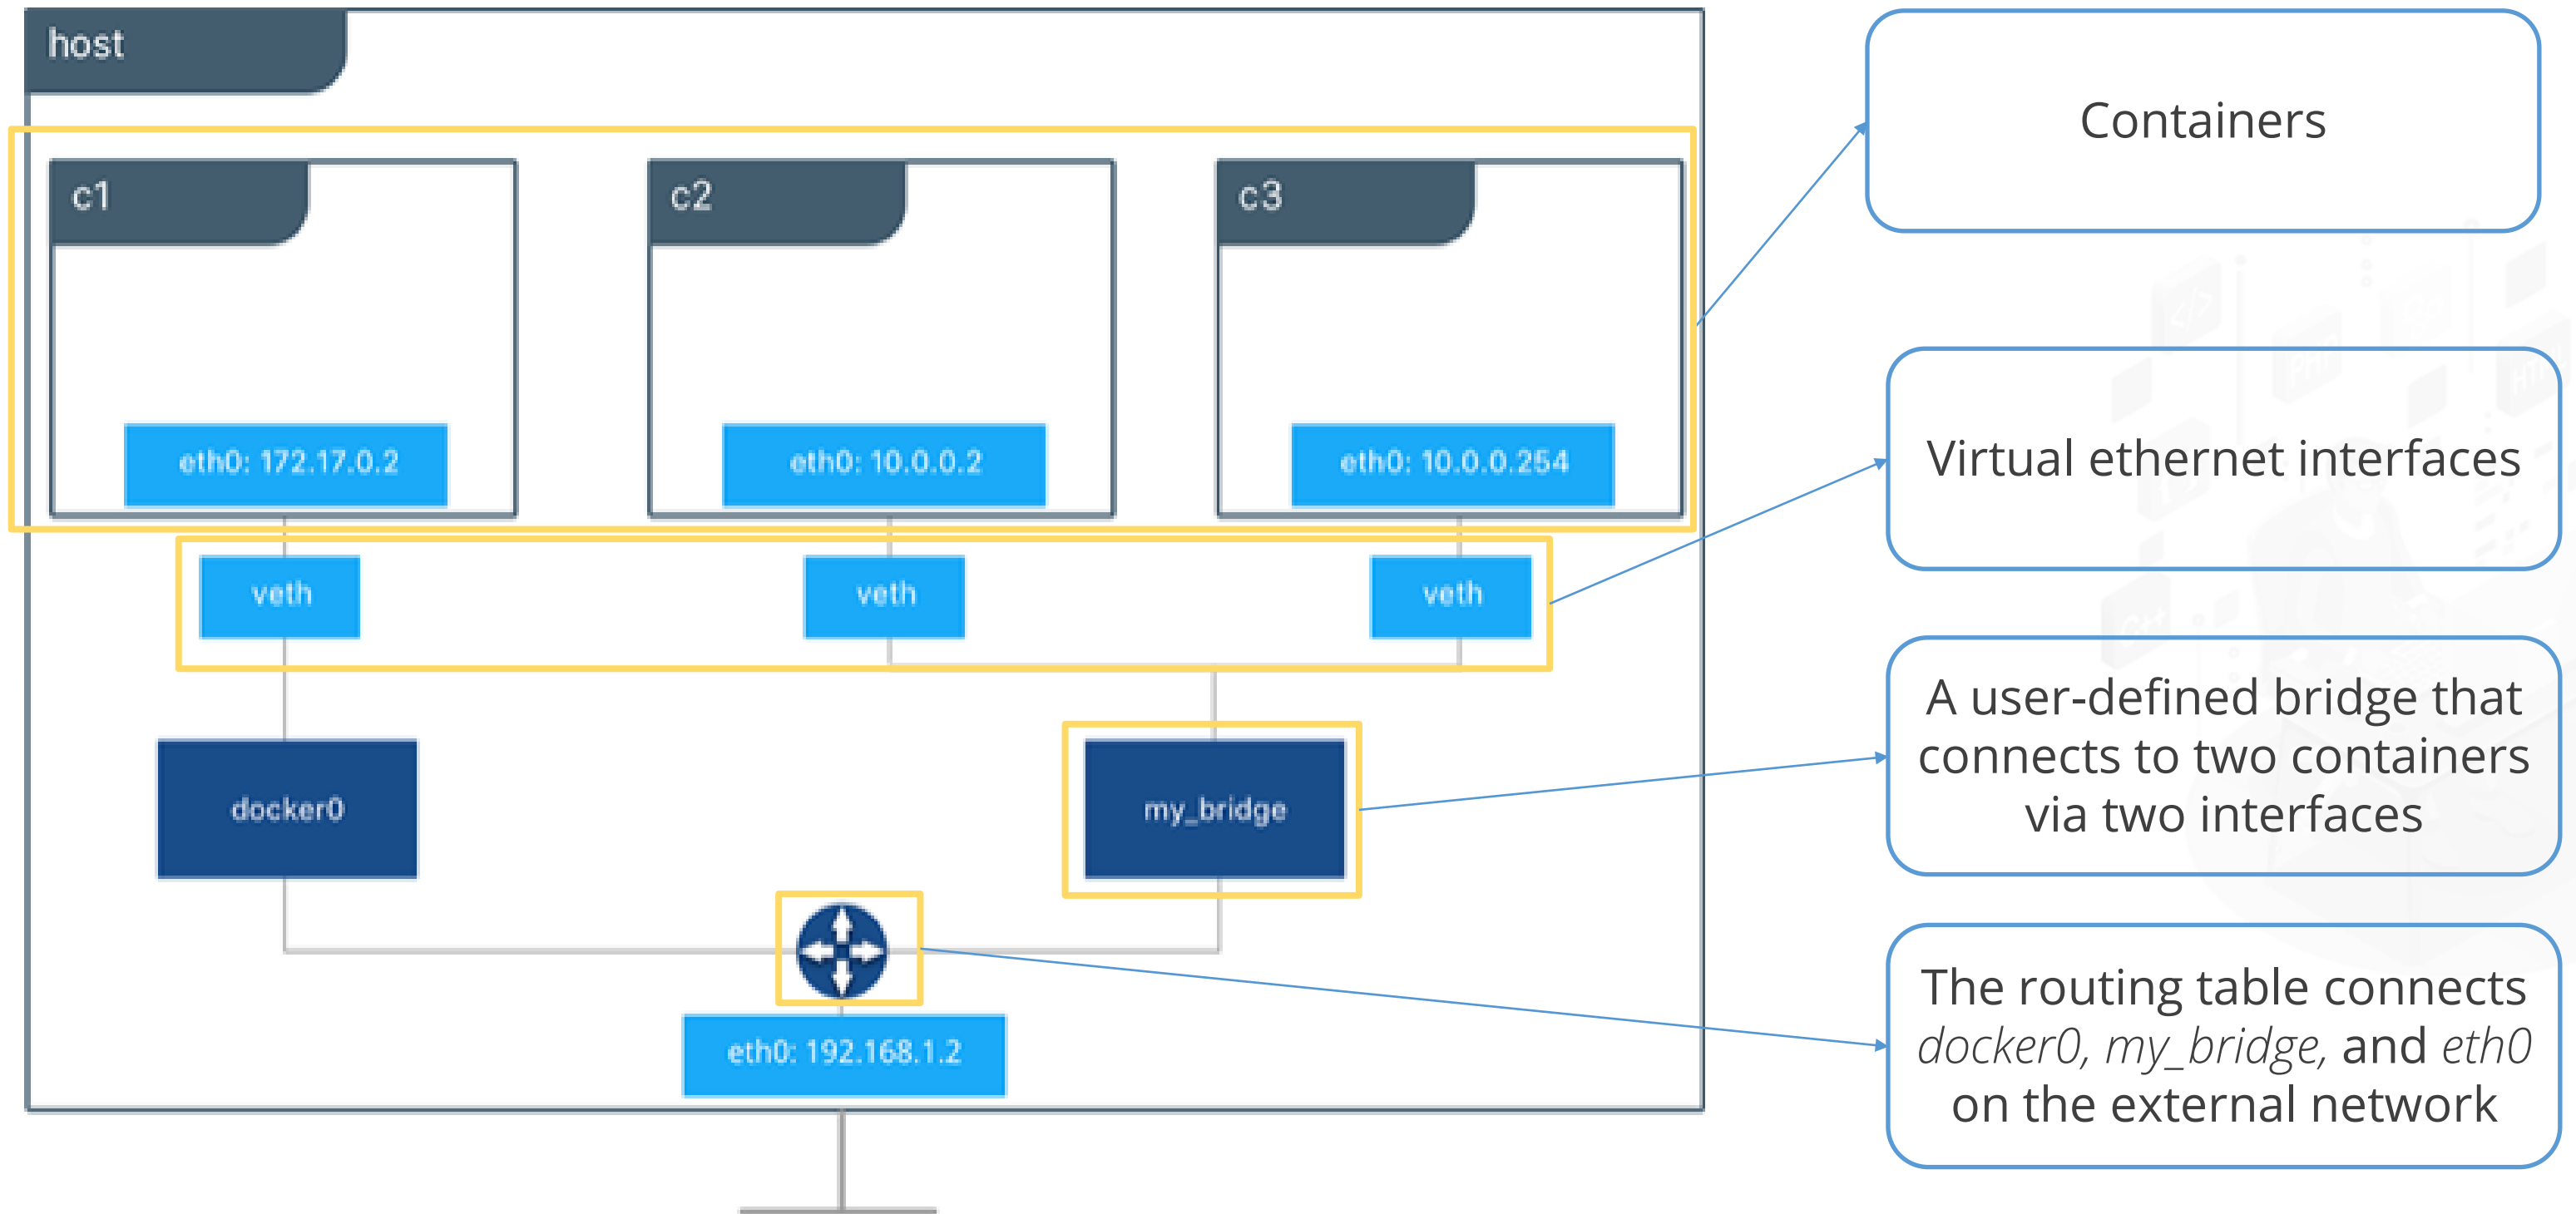 host
c1
c2
c3
eth0: 172.17.0.2
eth0: 10.0.0.2
eth0: 10.0.0.254
veth
veth
veth
docker0
my_bridge
eth0: 192.168.1.2
Containers
Virtual ethernet interfaces
A user-defined bridge that
connects to two containers
via two interfaces
The routing table connects
docker0, my_bridge, and eth0
on the external network